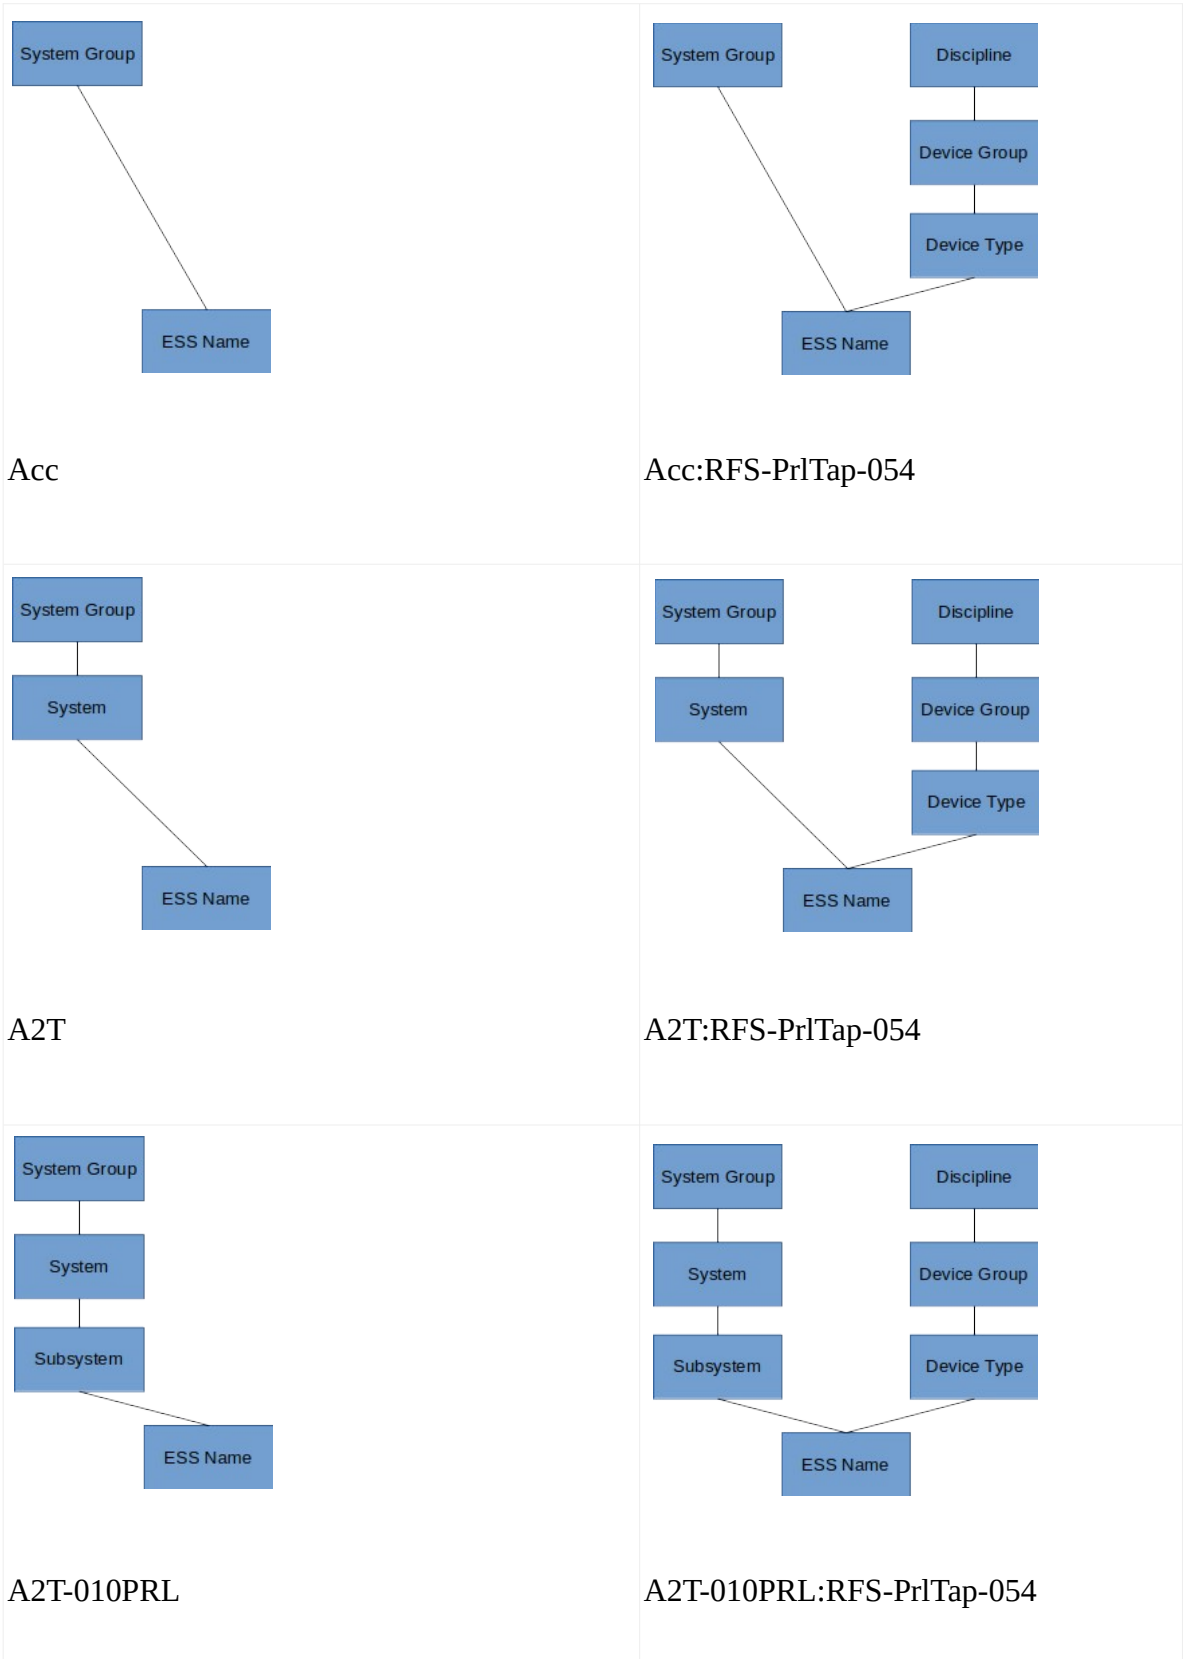 System Group
ESS Name
Acc
System Group
Discipline
Device Group
Device Type
ESS Name
Acc:RFS-PrlTap-054
System Group
System
ESS Name
A2T
System Group
Discipline
System
Device Group
Device Type
ESS Name
A2T:RFS-PrlTap-054
System Group
System
Subsystem
ESS Name
A2T-010PRL
System Group
Discipline
System
Device Group
Subsystem
Device Type
ESS Name
A2T-010PRL:RFS-PrlTap-054